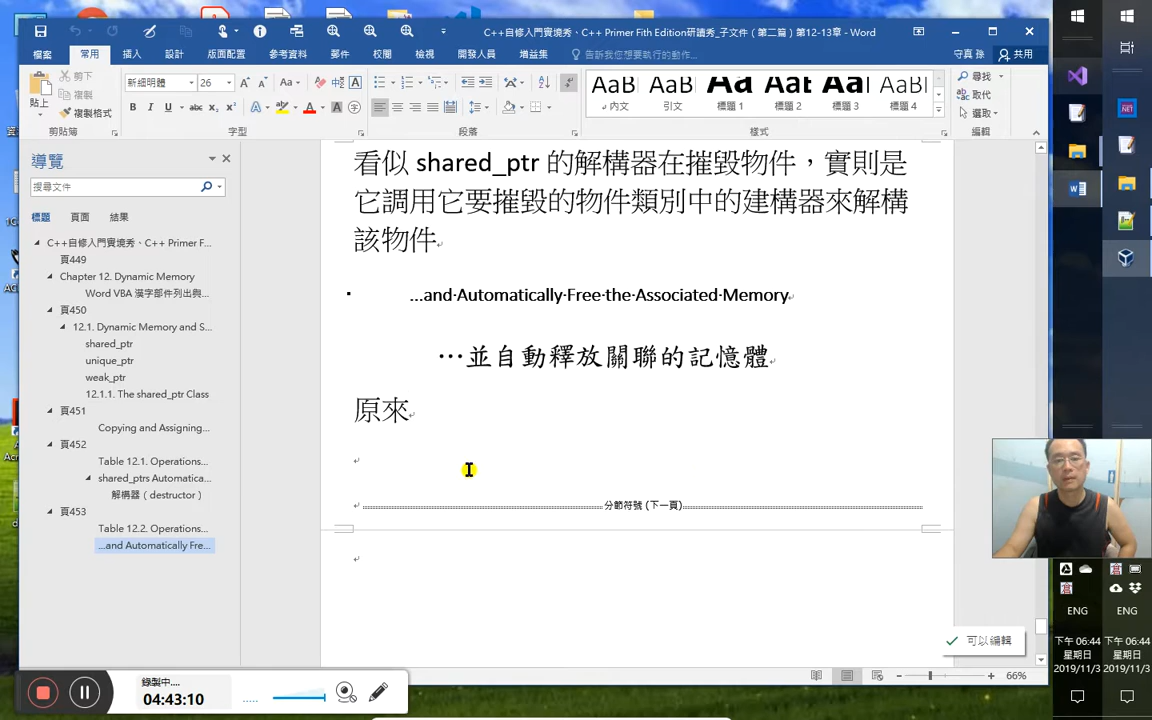 C++自修入門實境秀、C++ Primer Fith Edition研讀秀_子文件（第二篇）第12-13章 - Word
檔案 常用 插入 設計 版面配置 參考資料 郵件 校閱 檢視 開發人員 增益集 告訴我您想做什麼... 守真 孫 共用
貼上
剪下
複製
複製格式
新細明體 26
AaB AaB Aa Aat Aal AaB
內文 引文 標題 1 標題 2 標題 3 標題 4
尋找
取代
選取
剪貼簿 字型 段落 樣式 編輯
導覽
搜尋文件
標題 頁面 結果
C++自修入門實境秀、C++ Primer F...
頁449
Chapter 12. Dynamic Memory
Word VBA 漢字部件列出與...
頁450
12.1. Dynamic Memory and S...
shared_ptr
unique_ptr
weak_ptr
12.1.1. The shared_ptr Class
頁451
Copying and Assigning...
頁452
Table 12.1. Operations...
shared_ptrs Automatica...
解構器（destructor）
頁453
Table 12.2. Operations...
...and Automatically Fre...
看似 shared_ptr 的解構器在摧毀物件，實則是
它調用它要摧毀的物件類別中的建構器來解構
該物件
...and Automatically Free the Associated Memory
…並自動釋放關聯的記憶體
原來
分節符號 (下一頁)
可以編輯
66%
錄製中....
04:43:10
ENG ENG
下午 06:44 下午 06:44
星期日 星期日
2019/11/3 2019/11/3